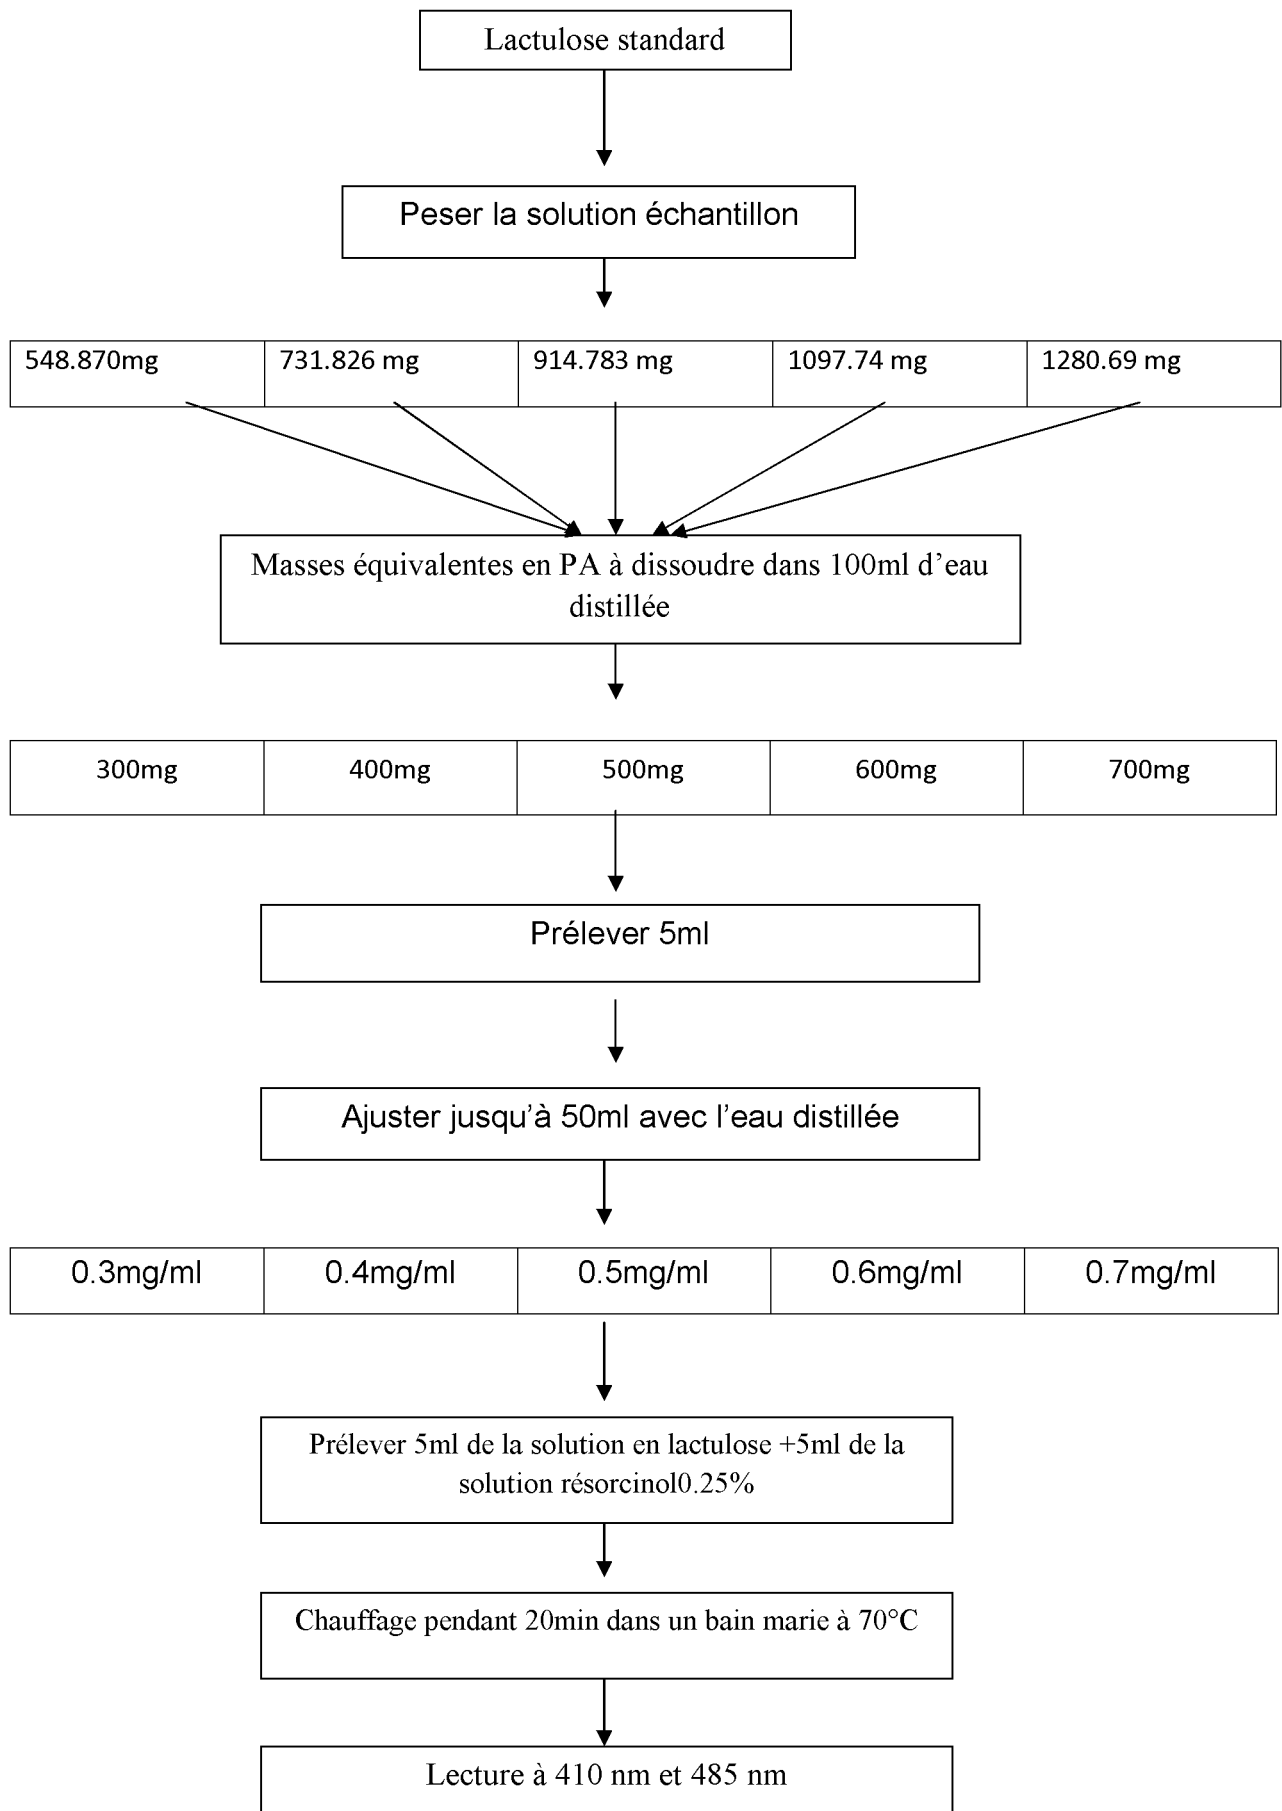 Lactulose standard
Peser la solution échantillon
548.870mg 731.826 mg 914.783 mg 1097.74 mg 1280.69 mg
Masses équivalentes en PA à dissoudre dans 100ml d’eau
distillée
300mg 400mg 500mg 600mg 700mg
Prélever 5ml
Ajuster jusqu’à 50ml avec l’eau distillée
0.3mg/ml 0.4mg/ml 0.5mg/ml 0.6mg/ml 0.7mg/ml
Prélever 5ml de la solution en lactulose +5ml de la
solution résorcinol0.25%
Chauffage pendant 20min dans un bain marie à 70°C
Lecture à 410 nm et 485 nm